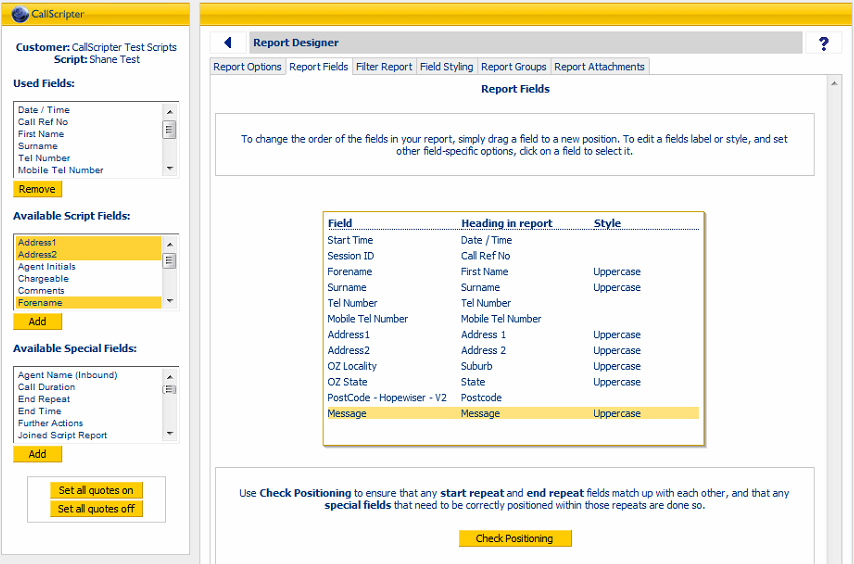 CallScripter
Customer: CallScripter Test Scripts
Script: Shane Test
Used Fields:
Date / Time
Call Ref No
First Name
Surname
Tel Number
Mobile Tel Number
Remove
Available Script Fields:
Address1
Address2
Agent Initials
Chargeable
Comments
Forename
Add
Available Special Fields:
Agent Name (Inbound)
Call Duration
End Repeat
End Time
Further Actions
Joined Script Report
Add
Set all quotes on
Set all quotes off
Report Designer
?
Report Options Report Fields Filter Report Field Styling Report Groups Report Attachments
Report Fields
To change the order of the fields in your report, simply drag a field to a new position. To edit a fields label or style, and set
other field-specific options, click on a field to select it.
Field Heading in report Style
Start Time Date / Time
Session ID Call Ref No
Forename First Name Uppercase
Surname Surname Uppercase
Tel Number Tel Number
Mobile Tel Number Mobile Tel Number
Address1 Address 1 Uppercase
Address2 Address 2 Uppercase
OZ Locality Suburb Uppercase
OZ State State Uppercase
PostCode - Hopewiser - V2 Postcode
Message Message Uppercase
Use Check Positioning to ensure that any start repeat and end repeat fields match up with each other, and that any
special fields that need to be correctly positioned within those repeats are done so.
Check Positioning